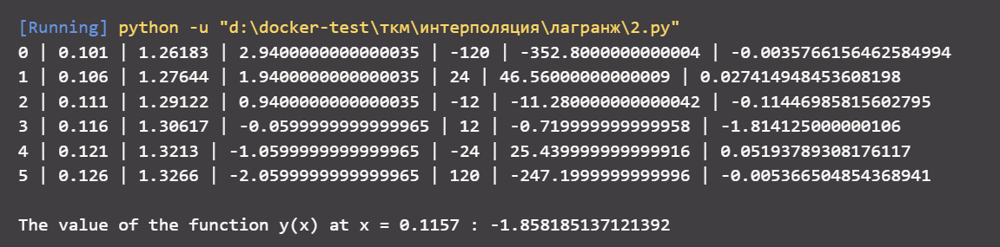 [Running] python -u "d:\docker-test\ткм\интерполяция\лагранж\2.py"
0 | 0.101 | 1.26183 | 2.9400000000000035 | -120 | -352.8000000000004 | -0.0035766156462584994
1 | 0.106 | 1.27644 | 1.9400000000000035 | 24 | 46.56000000000009 | 0.027414948453608198
2 | 0.111 | 1.29122 | 0.9400000000000035 | -12 | -11.280000000000042 | -0.11446985815602795
3 | 0.116 | 1.30617 | -0.0599999999999965 | 12 | -0.719999999999958 | -1.814125000000106
4 | 0.121 | 1.3213 | -1.0599999999999965 | -24 | 25.439999999999916 | 0.05193789308176117
5 | 0.126 | 1.3266 | -2.0599999999999965 | 120 | -247.1999999999996 | -0.005366504854368941
The value of the function y(x) at x = 0.1157 : -1.858185137121392